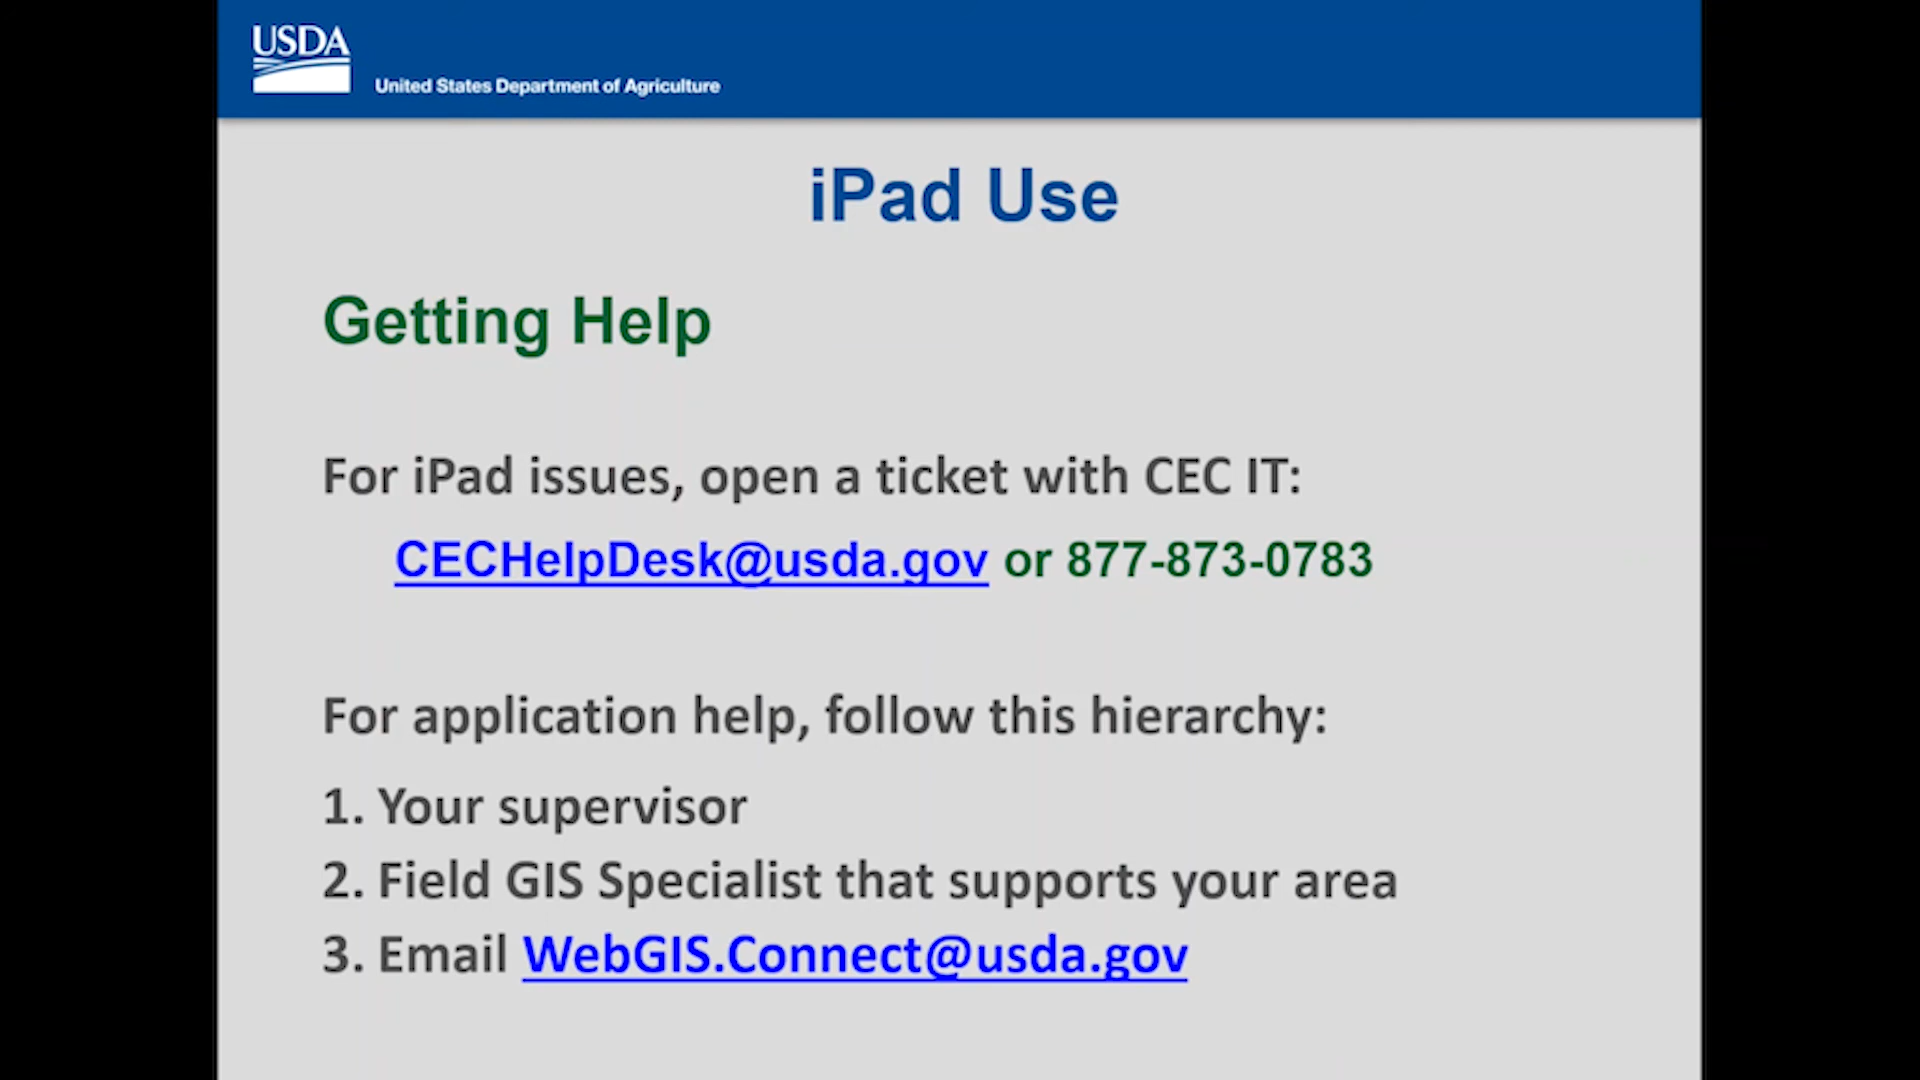 USDA
United States Department of Agriculture
iPad Use
Getting Help
For iPad issues, open a ticket with CEC IT:
CECHelpDesk@usda.gov or 877-873-0783
For application help, follow this hierarchy:
1. Your supervisor
2. Field GIS Specialist that supports your area
3. Email WebGIS.Connect@usda.gov